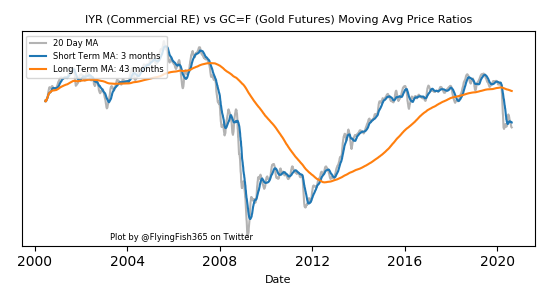 IYR (Commercial RE) vs GC=F (Gold Futures) Moving Avg Price Ratios
20 Day MA
Short Term MA: 3 months
Long Term MA: 43 months
Plot by @FlyingFish365 on Twitter
2000 2004 2008 2012 2016 2020
Date